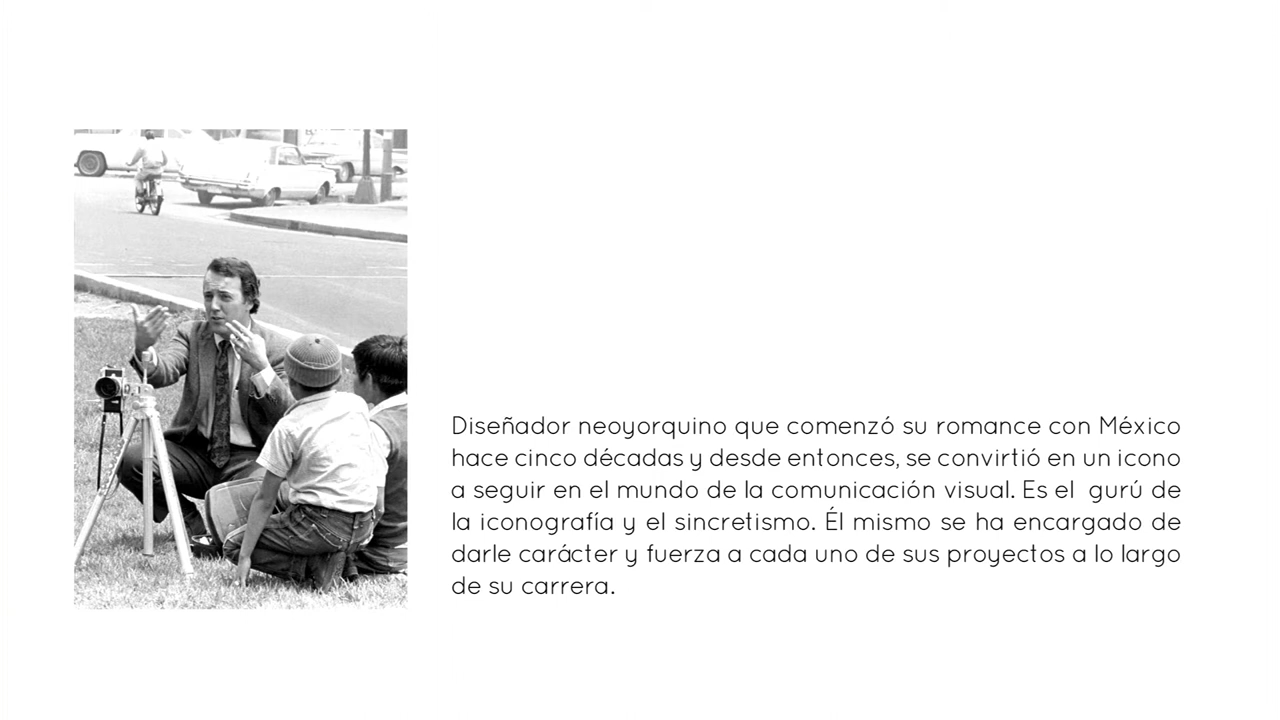 Diseñador neoyorquino que comenzó su romance con México
hace cinco décadas y desde entonces, se convirtió en un icono
a seguir en el mundo de la comunicación visual. Es el  gurú de
la iconografía y el sincretismo. Él mismo se ha encargado de
darle carácter y fuerza a cada uno de sus proyectos a lo largo
de su carrera.